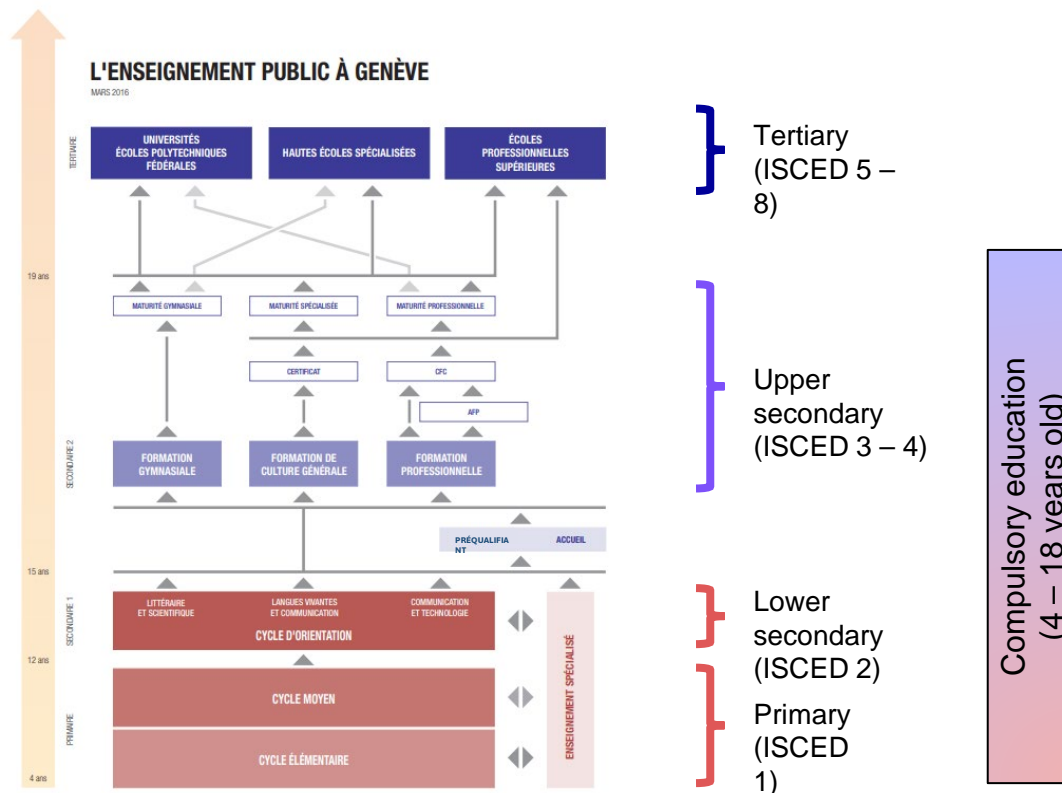 L'ENSEIGNEMENT PUBLIC À GENÈVE
MARS 2016
TERTIAIRE
UNIVERSITÉS
ÉCOLES POLYTECHNIQUES
FÉDÉRALES
HAUTES ÉCOLES SPÉCIALISÉES
ÉCOLES
PROFESSIONNELLES
SUPÉRIEURES
Tertiary
(ISCED 5 –
8)
19 ans
MATURITÉ GYMNASIALE
MATURITÉ SPÉCIALISÉE
MATURITÉ PROFESSIONNELLE
CERTIFICAT
CFC
AFP
SECONDAIRE 2
FORMATION
GYMNASIALE
FORMATION DE
CULTURE GÉNÉRALE
FORMATION
PROFESSIONNELLE
Upper
secondary
(ISCED 3 – 4)
PRÉQUALIFIA
NT
ACCUEIL
15 ans
SECONDAIRE 1
LITTÉRAIRE
ET SCIENTIFIQUE
LANGUES VIVANTES
ET COMMUNICATION
COMMUNICATION
ET TECHNOLOGIE
CYCLE D'ORIENTATION
Lower
secondary
(ISCED 2)
12 ans
PRIMAIRE
CYCLE MOYEN
CYCLE ÉLÉMENTAIRE
ENSEIGNEMENT SPÉCIALISÉ
Primary
(ISCED
1)
4 ans
Compulsory education
(4 – 18 years old)